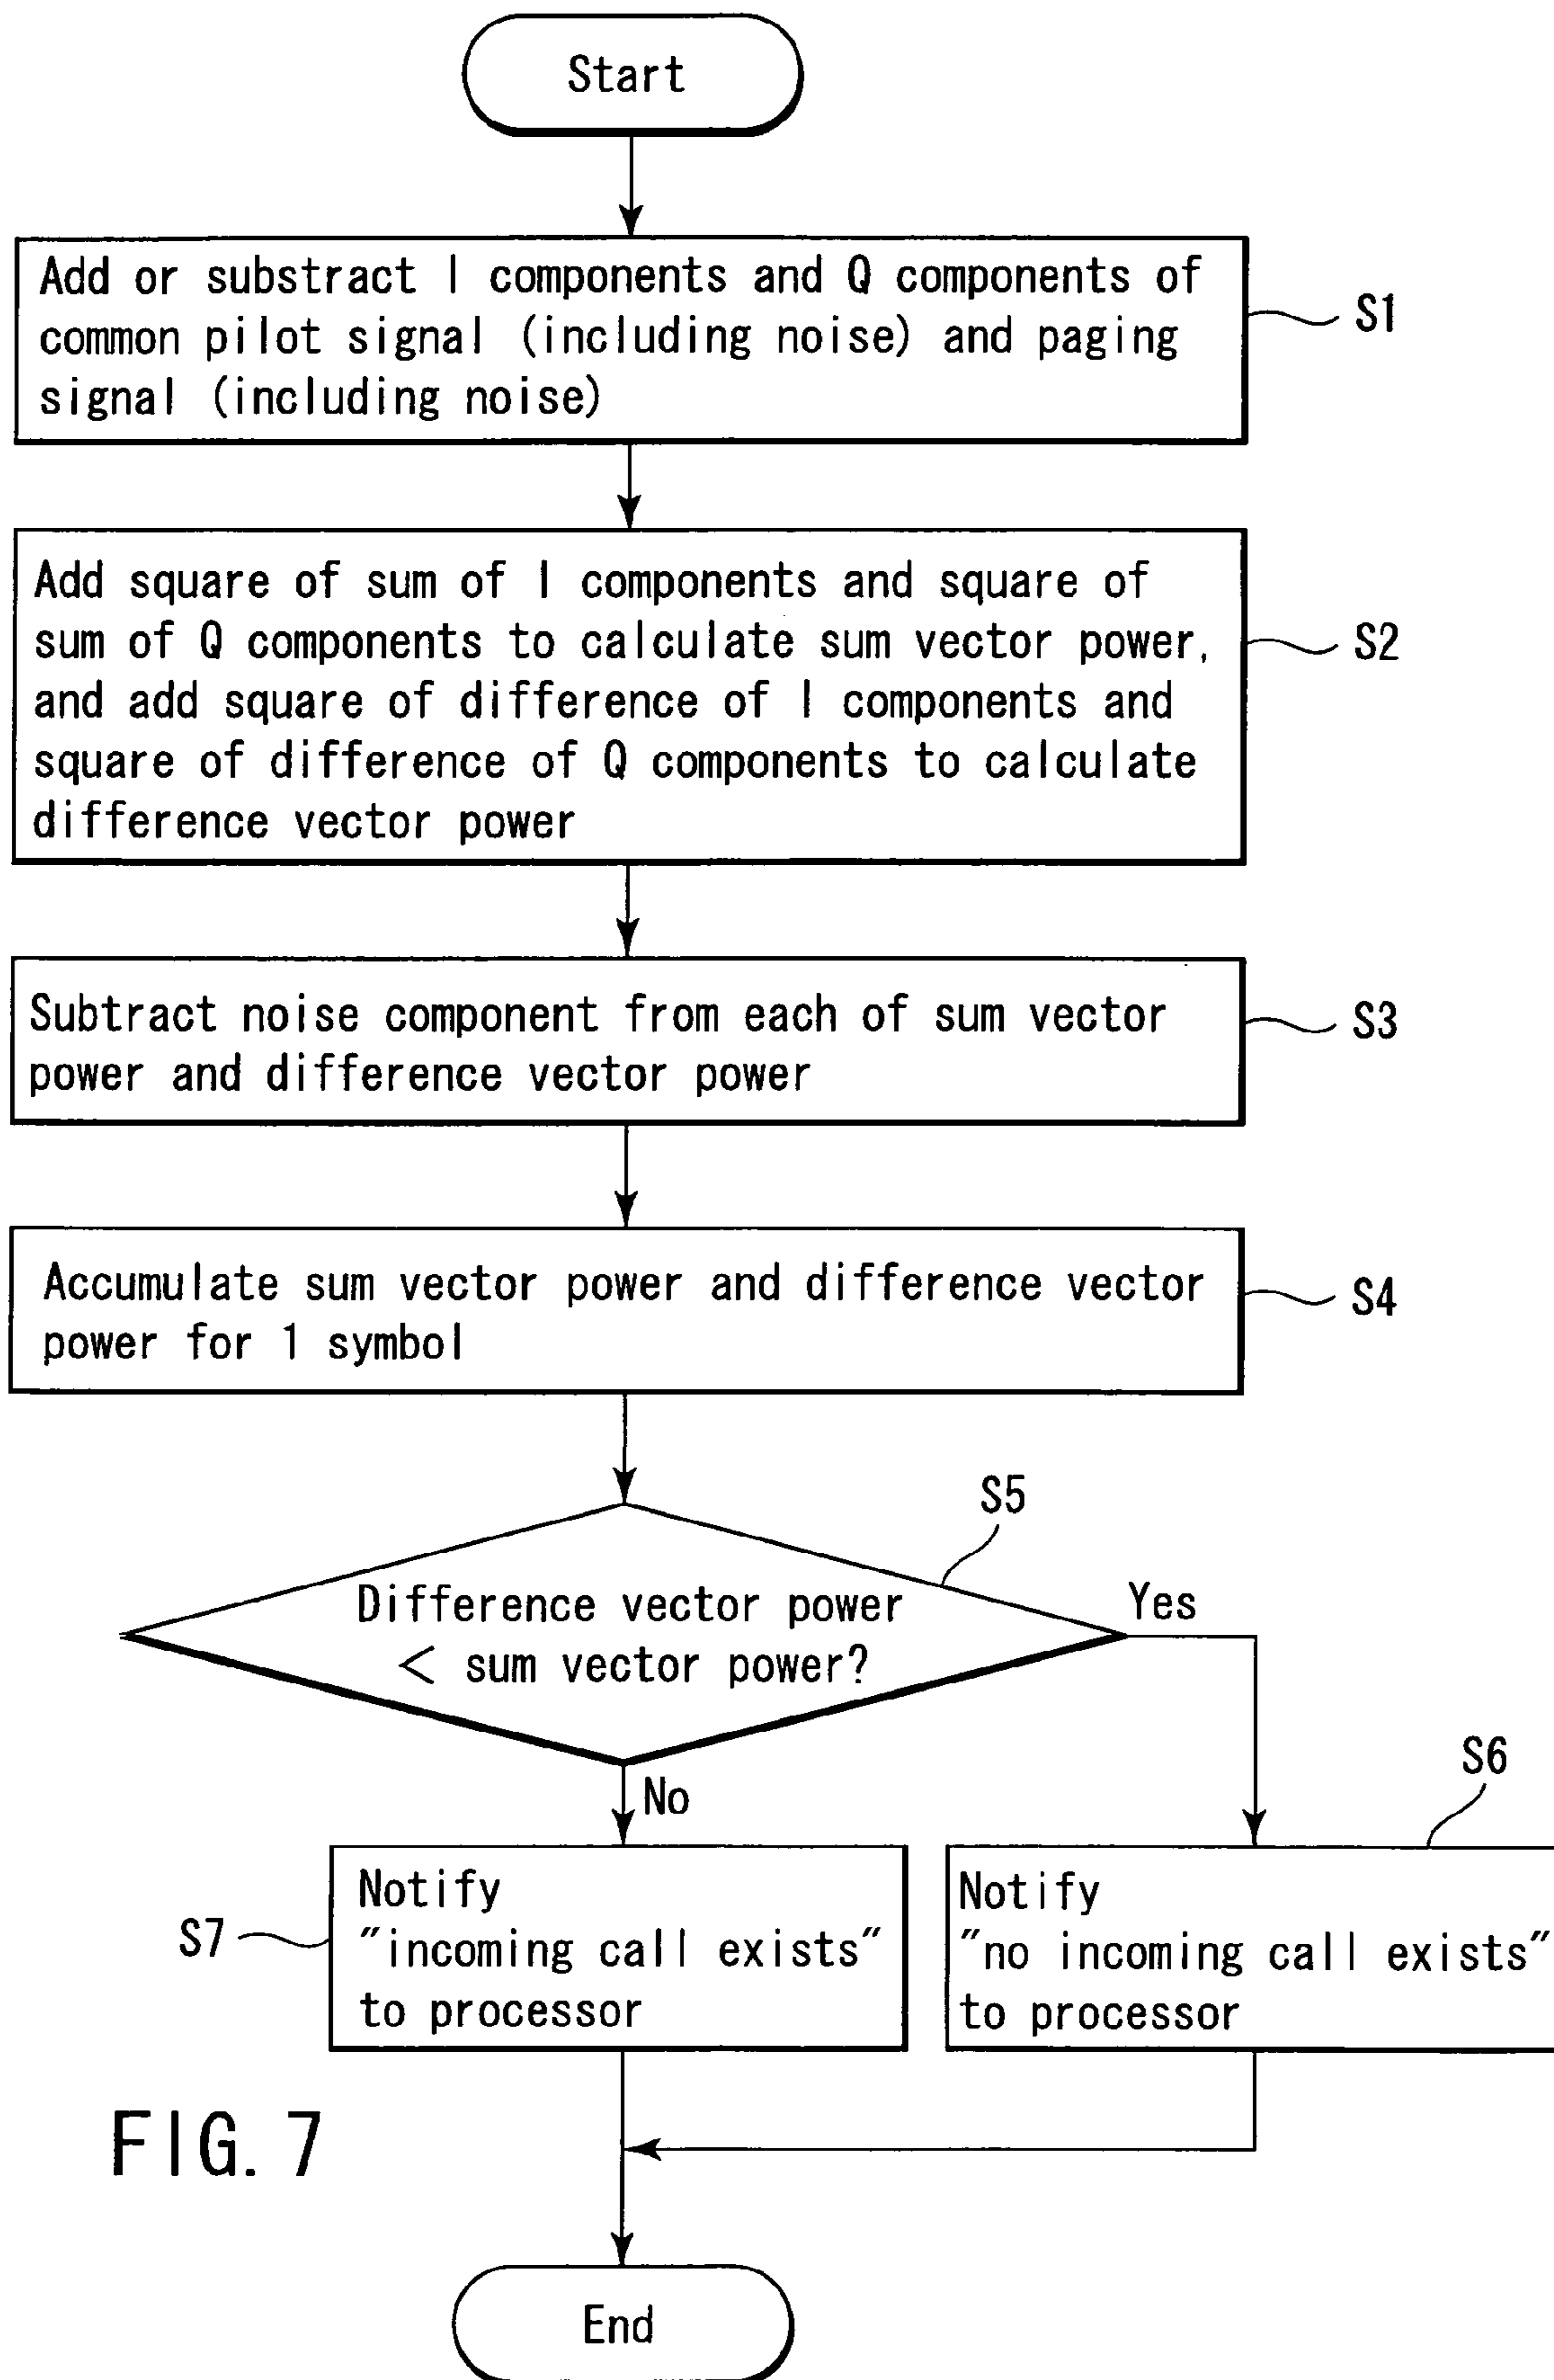 Start
Add or substract I components and Q components of
common pilot signal (including noise) and paging
signal (including noise)
S1
Add square of sum of I components and square of
sum of Q components to calculate sum vector power,
and add square of difference of I components and
square of difference of Q components to calculate
difference vector power
S2
Subtract noise component from each of sum vector
power and difference vector power
S3
Accumulate sum vector power and difference vector
power for 1 symbol
S4
S5
Difference vector power
< sum vector power?
Yes
No
S6
S7
Notify
"incoming call exists"
to processor
Notify
"no incoming call exists"
to processor
FIG. 7
End